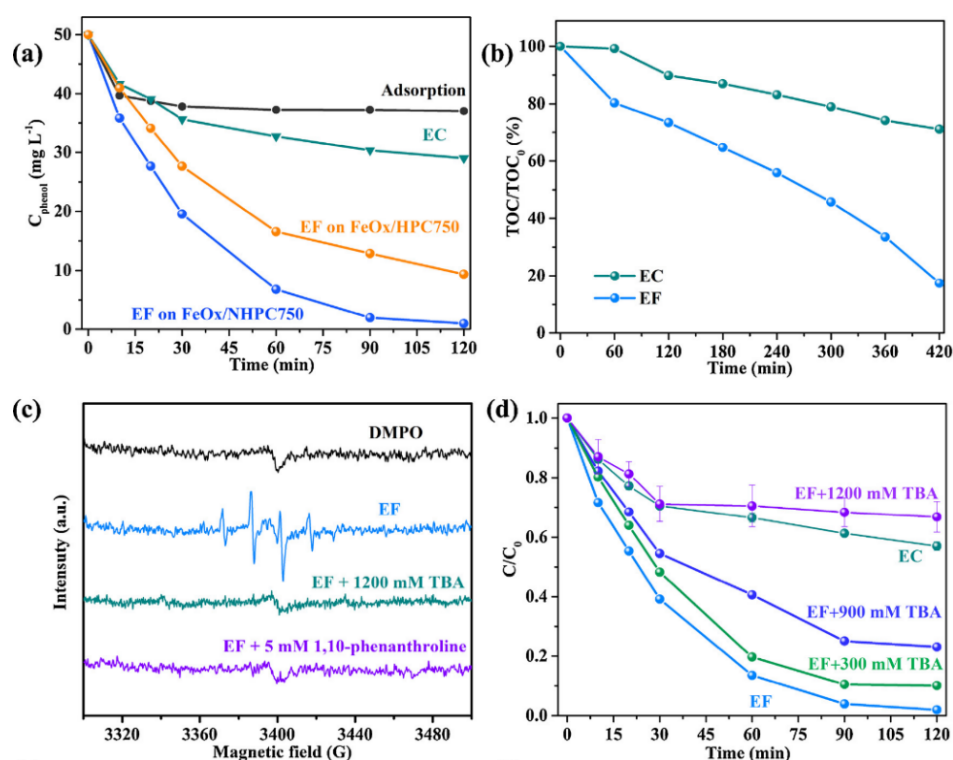 (a)
50
40
30
20
10
0
C_phenol (mg L⁻¹)
Adsorption
EC
EF on FeOx/HPC750
EF on FeOx/NHPC750
0 15 30 45 60 75 90 105 120
Time (min)
(b)
100
80
60
40
20
0
TOC/TOC₀ (%)
EC
EF
0 60 120 180 240 300 360 420
Time (min)
(c)
Intensuty (a.u.)
DMPO
EF
EF + 1200 mM TBA
EF + 5 mM 1,10-phenanthroline
3320 3360 3400 3440 3480
Magnetic field (G)
(d)
1.0
0.8
0.6
0.4
0.2
0.0
C/C₀
EF+1200 mM TBA
EC
EF+900 mM TBA
EF+300 mM TBA
EF
0 15 30 45 60 75 90 105 120
Time (min)